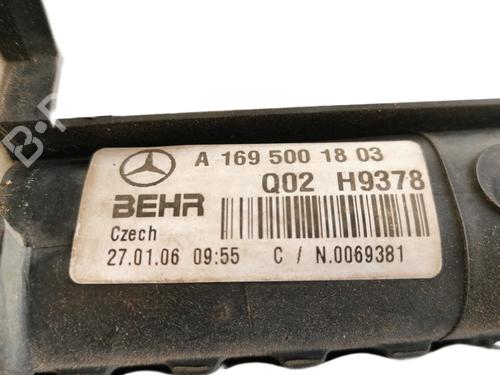 A 169 500 18 03
Q02 H9378
BEHR
Czech
27.01.06 09:55 C / N.0069381